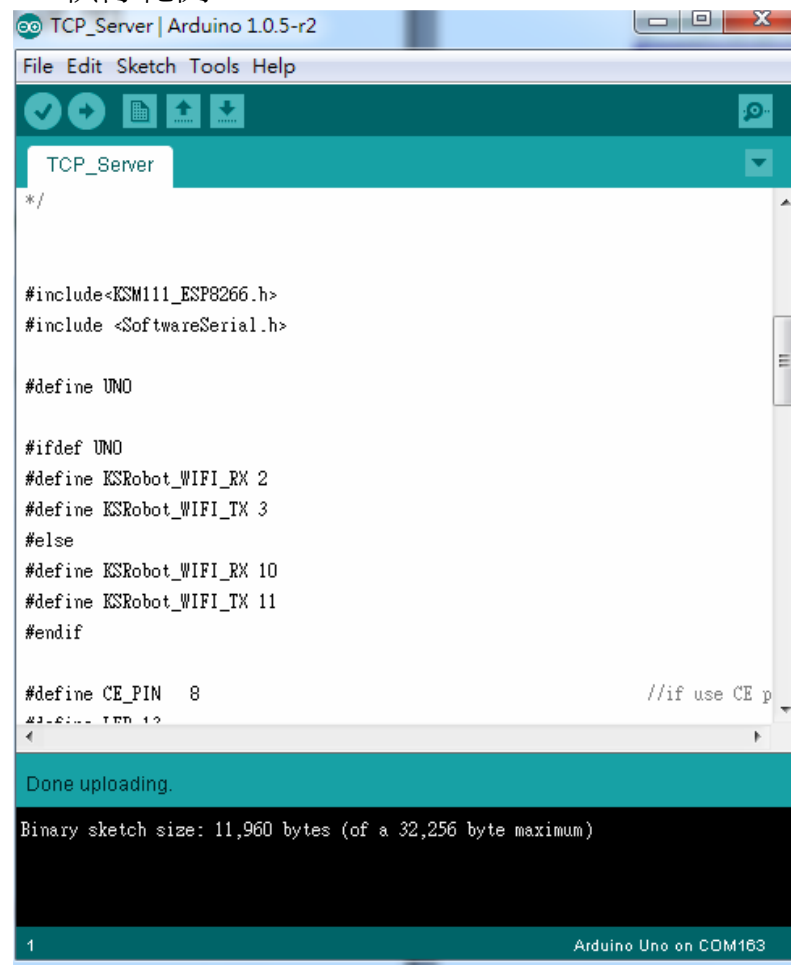 TCP_Server | Arduino 1.0.5-r2
File Edit Sketch Tools Help
TCP_Server
*/
#include<KSM111_ESP8266.h>
#include <SoftwareSerial.h>
#define UNO
#ifdef UNO
#define KSRobot_WIFI_RX 2
#define KSRobot_WIFI_TX 3
#else
#define KSRobot_WIFI_RX 10
#define KSRobot_WIFI_TX 11
#endif
#define CE_PIN   8 //if use CE p
#define LED 13
Done uploading.
Binary sketch size: 11,960 bytes (of a 32,256 byte maximum)
1 Arduino Uno on COM163